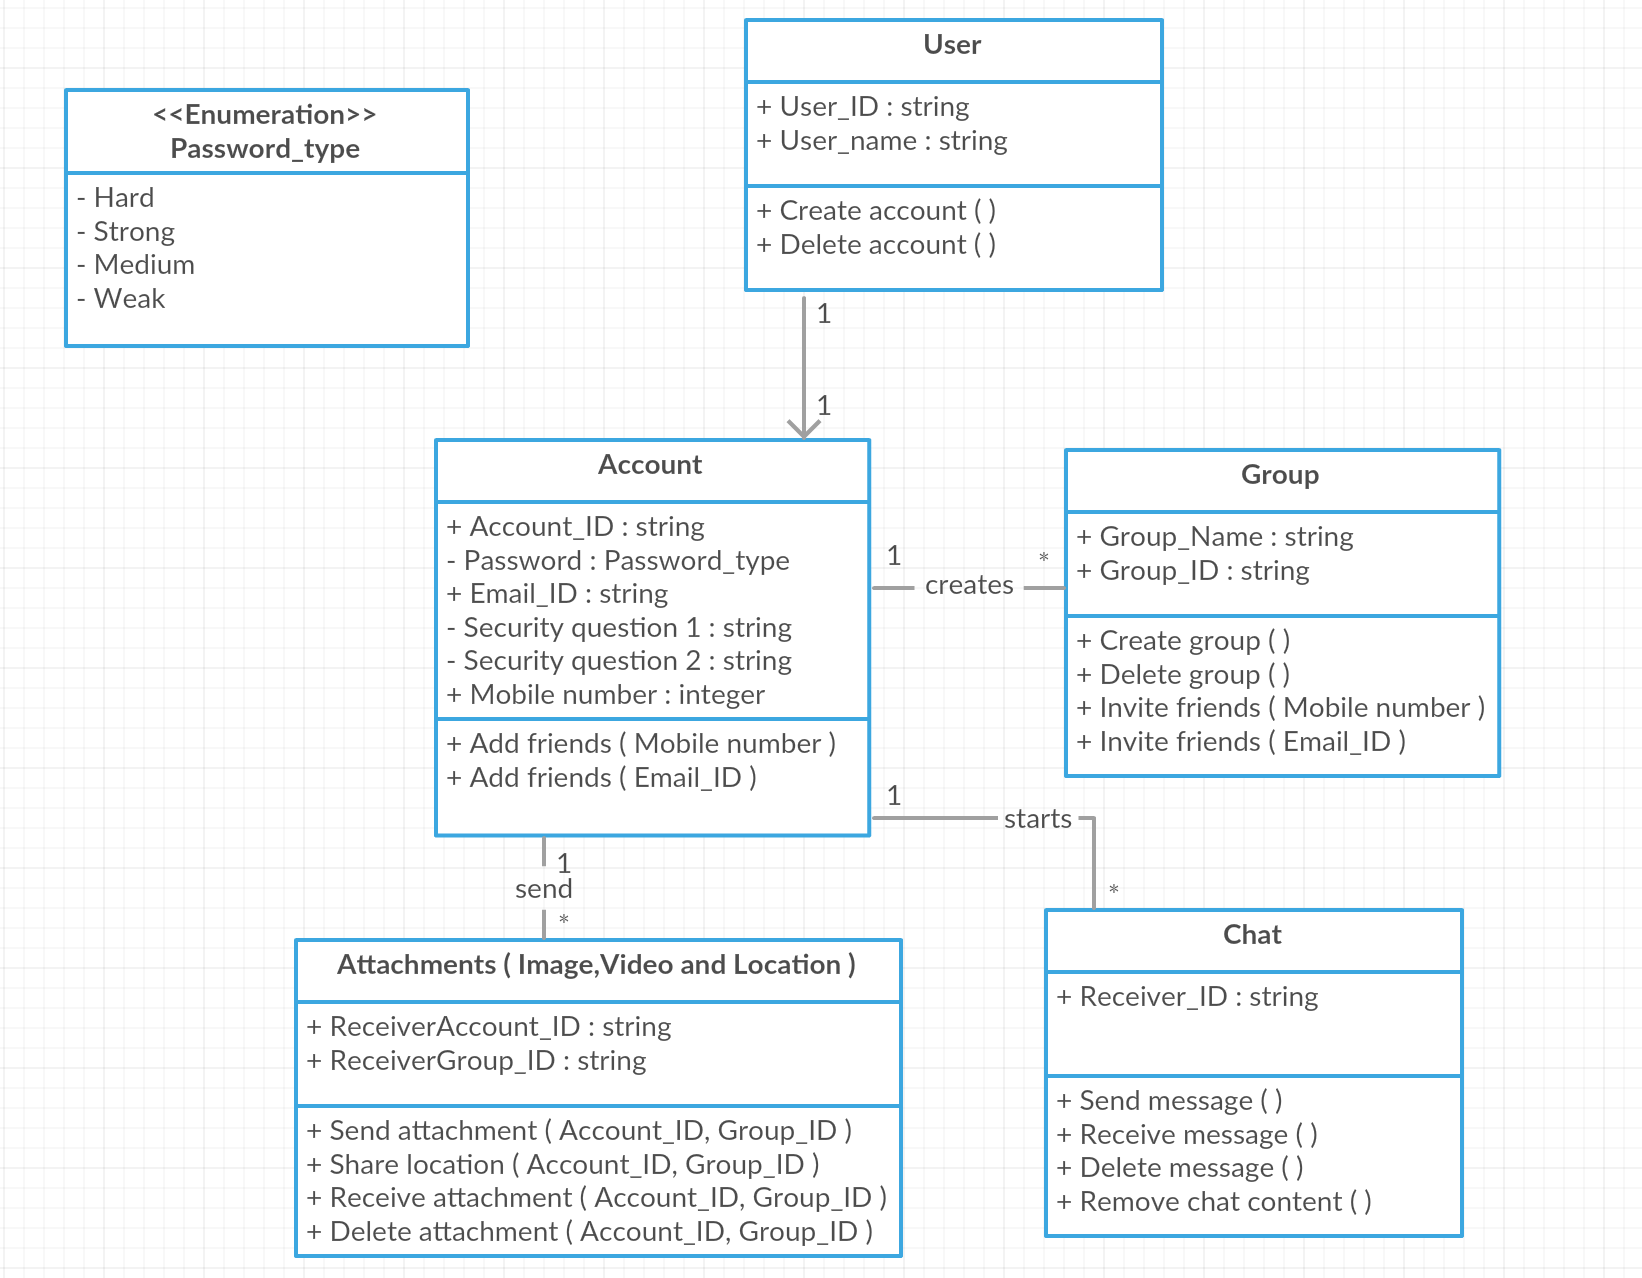 User
+ User_ID : string
+ User_name : string
+ Create account ( )
+ Delete account ( )
<<Enumeration>>
Password_type
- Hard
- Strong
- Medium
- Weak
1
1
Account
+ Account_ID : string
- Password : Password_type
+ Email_ID : string
- Security question 1 : string
- Security question 2 : string
+ Mobile number : integer
+ Add friends ( Mobile number )
+ Add friends ( Email_ID )
1
creates
*
Group
+ Group_Name : string
+ Group_ID : string
+ Create group ( )
+ Delete group ( )
+ Invite friends ( Mobile number )
+ Invite friends ( Email_ID )
1
starts
*
1
send
*
Attachments ( Image,Video and Location )
+ ReceiverAccount_ID : string
+ ReceiverGroup_ID : string
+ Send attachment ( Account_ID, Group_ID )
+ Share location ( Account_ID, Group_ID )
+ Receive attachment ( Account_ID, Group_ID )
+ Delete attachment ( Account_ID, Group_ID )
Chat
+ Receiver_ID : string
+ Send message ( )
+ Receive message ( )
+ Delete message ( )
+ Remove chat content ( )